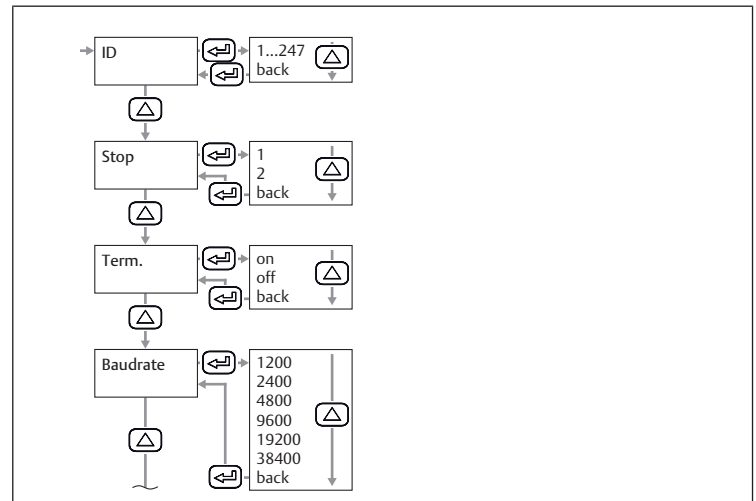 ID
1...247
back
Stop
1
2
back
Term.
on
off
back
Baudrate
1200
2400
4800
9600
19200
38400
back